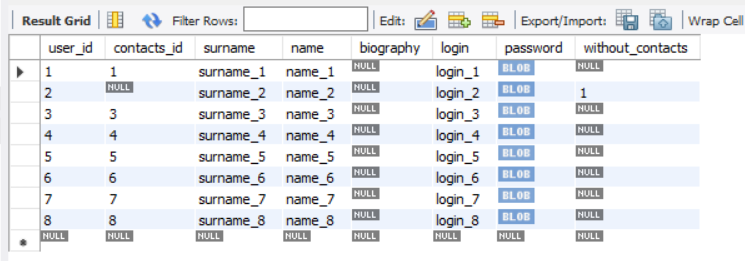 Result Grid Filter Rows: Edit: Export/Import: Wrap Cell
user_id contacts_id surname name biography login password without_contacts
1 1 surname_1 name_1 NULL login_1 BLOB NULL
2 NULL surname_2 name_2 NULL login_2 BLOB 1
3 3 surname_3 name_3 NULL login_3 BLOB NULL
4 4 surname_4 name_4 NULL login_4 BLOB NULL
5 5 surname_5 name_5 NULL login_5 BLOB NULL
6 6 surname_6 name_6 NULL login_6 BLOB NULL
7 7 surname_7 name_7 NULL login_7 BLOB NULL
8 8 surname_8 name_8 NULL login_8 BLOB NULL
NULL NULL NULL NULL NULL NULL NULL NULL